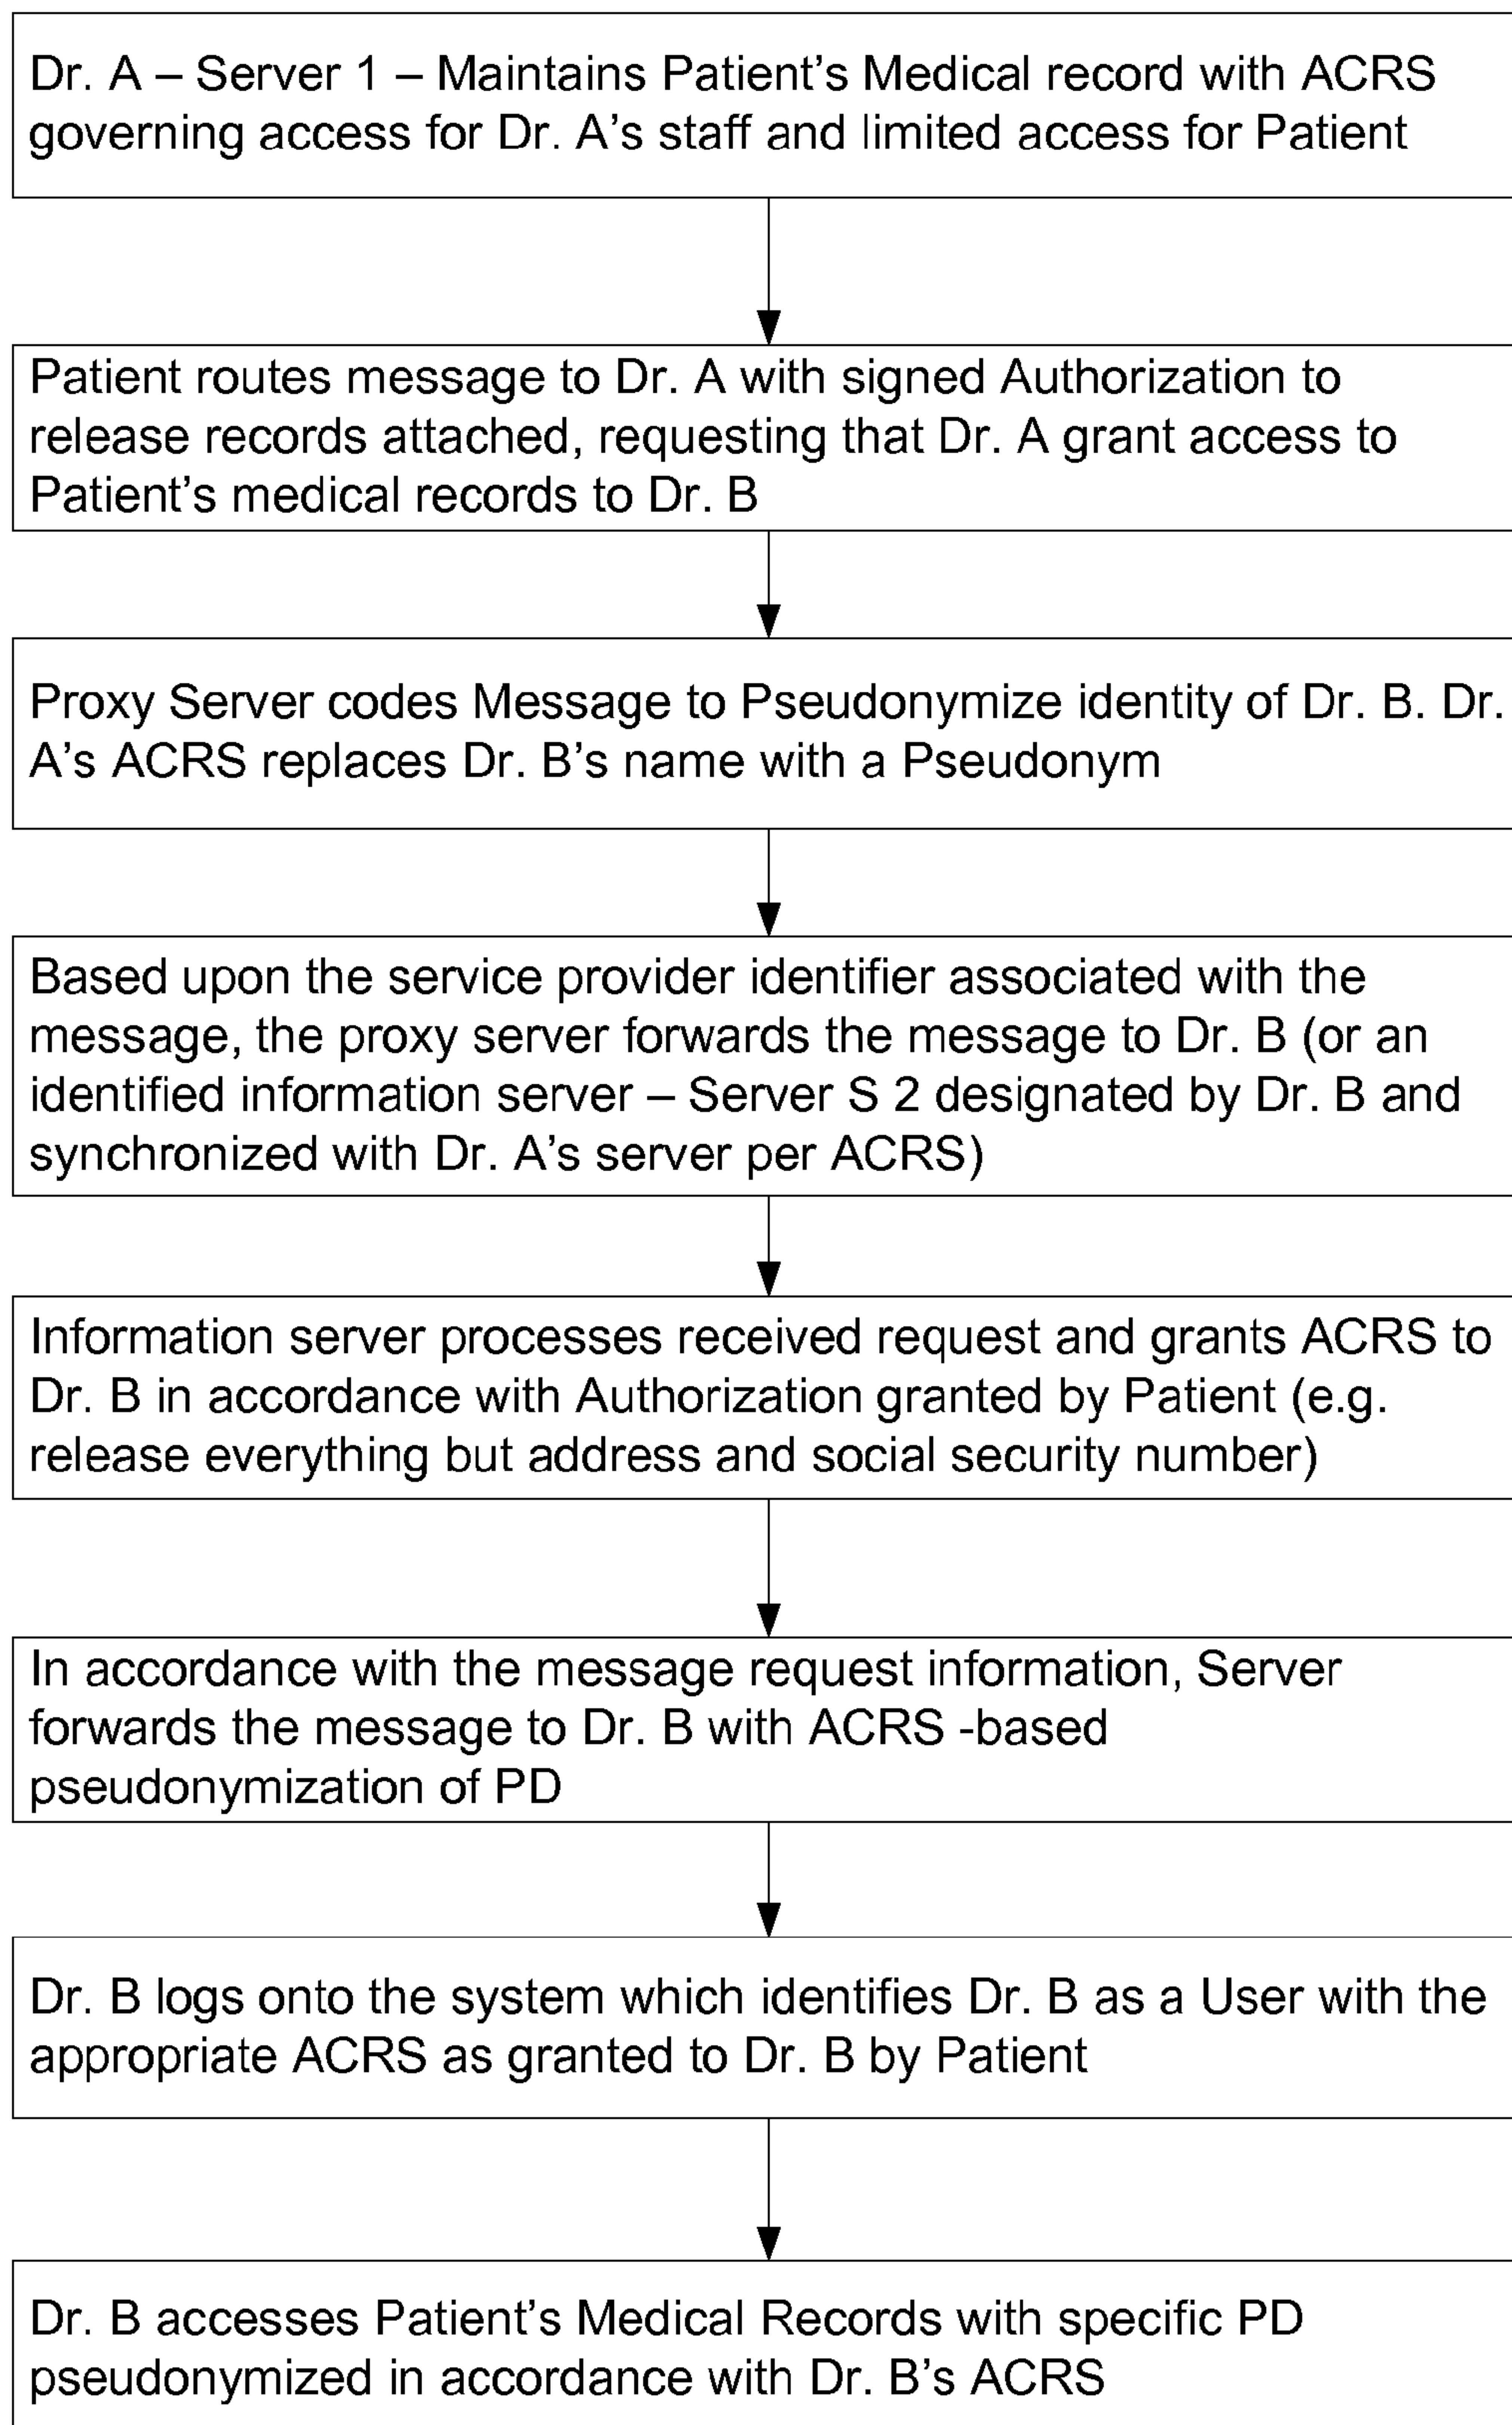 Dr. A – Server 1 – Maintains Patient’s Medical record with ACRS
governing access for Dr. A’s staff and limited access for Patient
Patient routes message to Dr. A with signed Authorization to
release records attached, requesting that Dr. A grant access to
Patient’s medical records to Dr. B
Proxy Server codes Message to Pseudonymize identity of Dr. B. Dr.
A’s ACRS replaces Dr. B’s name with a Pseudonym
Based upon the service provider identifier associated with the
message, the proxy server forwards the message to Dr. B (or an
identified information server – Server S 2 designated by Dr. B and
synchronized with Dr. A’s server per ACRS)
Information server processes received request and grants ACRS to
Dr. B in accordance with Authorization granted by Patient (e.g.
release everything but address and social security number)
In accordance with the message request information, Server
forwards the message to Dr. B with ACRS -based
pseudonymization of PD
Dr. B logs onto the system which identifies Dr. B as a User with the
appropriate ACRS as granted to Dr. B by Patient
Dr. B accesses Patient’s Medical Records with specific PD
pseudonymized in accordance with Dr. B’s ACRS